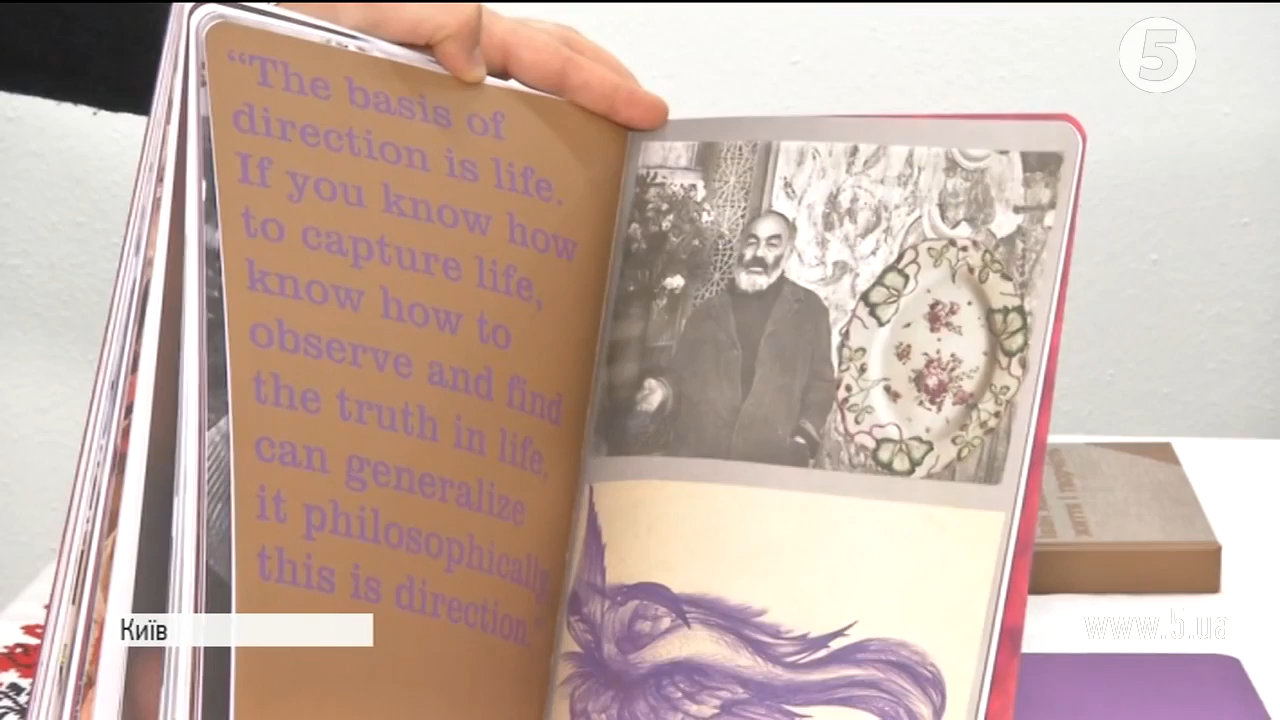 5
“The basis of
direction is life.
If you know how
to capture life,
know how to
observe and find
the truth in life,
can generalize
it philosophically
this is direction.
Київ
www.5.ua